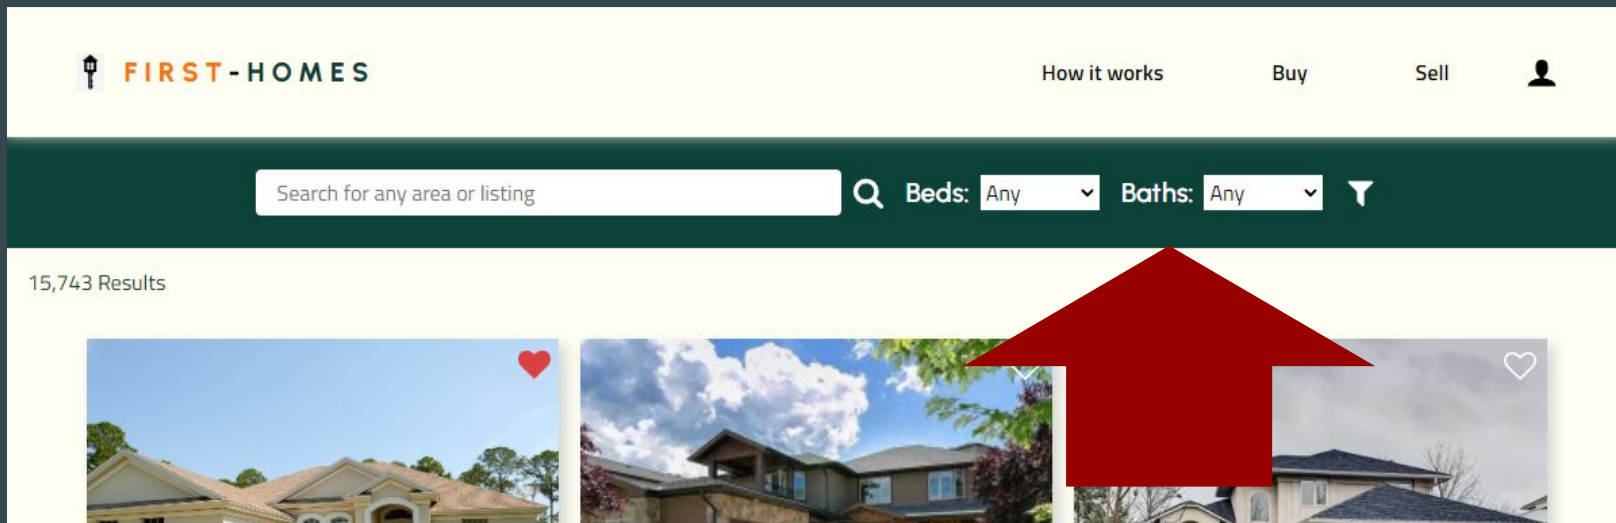 FIRST-HOMES
How it works Buy Sell
Search for any area or listing Beds: Any Baths: Any
15,743 Results